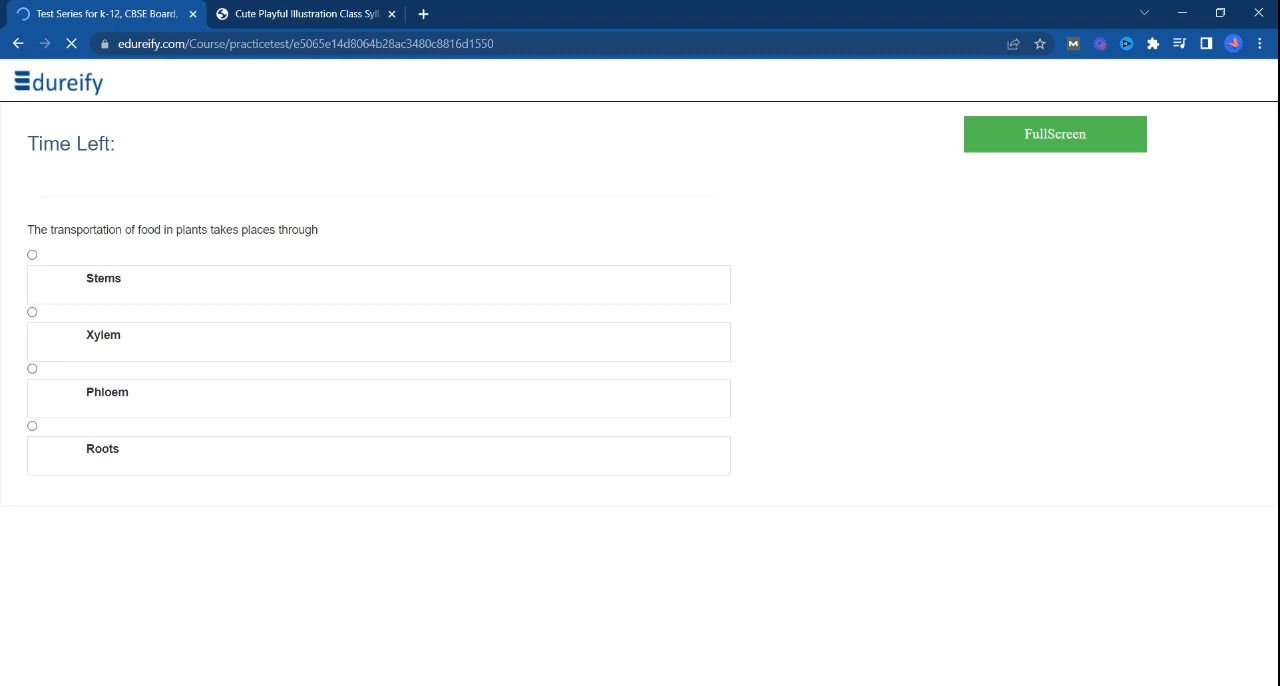 Test Series for k-12, CBSE Board,
Cute Playful Illustration Class Syll
edureify.com/Course/practicetest/e5065e14d8064b28ac3480c8816d1550
Edureify
Time Left:
FullScreen
The transportation of food in plants takes places through
Stems
Xylem
Phloem
Roots